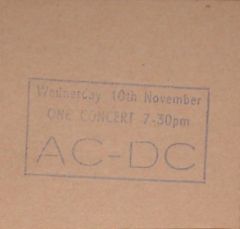 Wednesday 10th November
ONE CONCERT 7-30pm
AC-DC